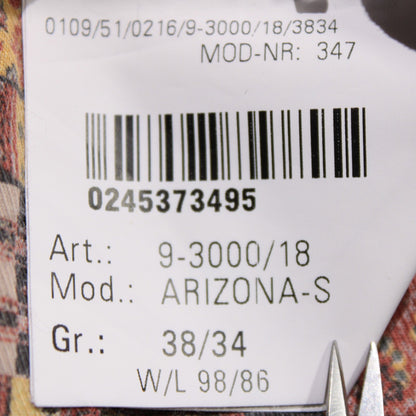 0109/51/0216/9-3000/18/3834
MOD-NR: 347
0245373495
Art.: 9-3000/18
Mod.: ARIZONA-S
Gr.: 38/34
W/L 98/86